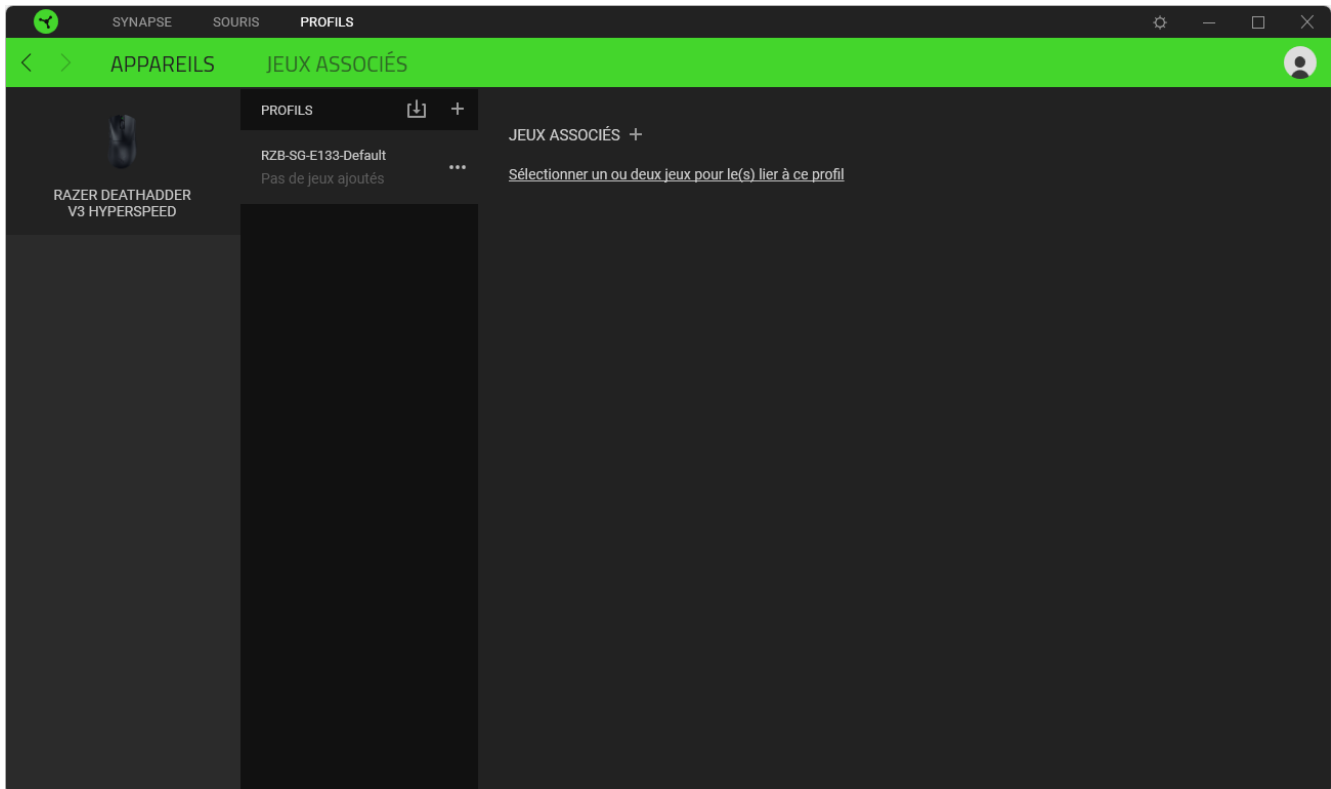 SYNAPSE SOURIS PROFILS
APPAREILS JEUX ASSOCIÉS
RAZER DEATHADDER
V3 HYPERSPEED
PROFILS
RZB-SG-E133-Default
Pas de jeux ajoutés
JEUX ASSOCIÉS
Sélectionner un ou deux jeux pour le(s) lier à ce profil